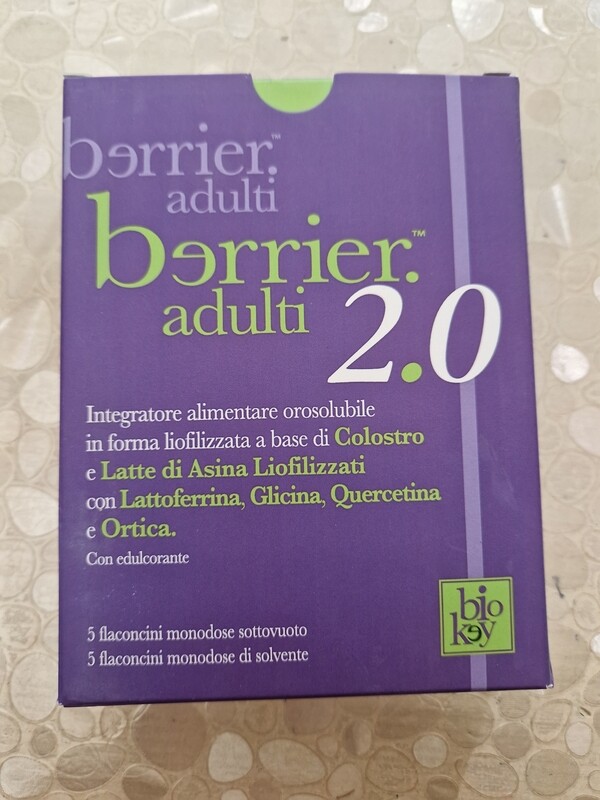 berrier.™
adulti
berrier.™
adulti 2.0
Integratore alimentare orosolubile
in forma liofilizzata a base di Colostro
e Latte di Asina Liofilizzati
con Lattoferrina, Glicina, Quercetina
e Ortica.
Con edulcorante
5 flaconcini monodose sottovuoto
5 flaconcini monodose di solvente
bio
key